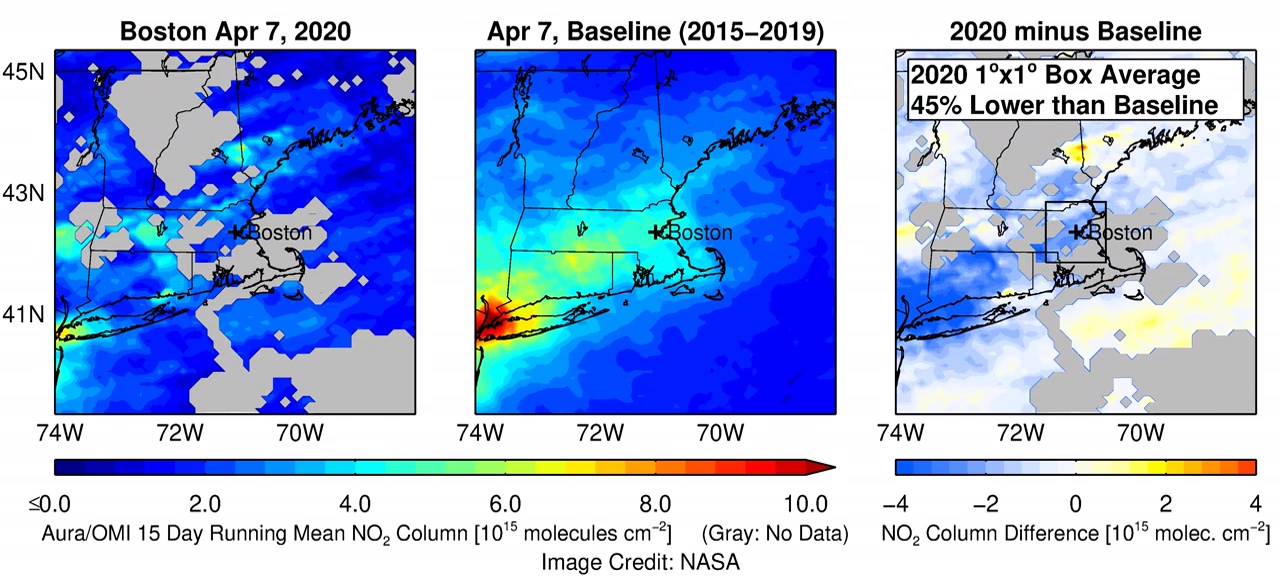 Boston Apr 7, 2020
Apr 7, Baseline (2015−2019)
2020 minus Baseline
45N
43N
41N
2020 1°x1° Box Average
45% Lower than Baseline
Boston
Boston
Boston
74W 72W 70W
74W 72W 70W
74W 72W 70W
≤0.0 2.0 4.0 6.0 8.0 10.0
−4 −2 0 2 4
Aura/OMI 15 Day Running Mean NO₂ Column [10¹⁵ molecules cm⁻²] (Gray: No Data)
NO₂ Column Difference [10¹⁵ molec. cm⁻²]
Image Credit: NASA